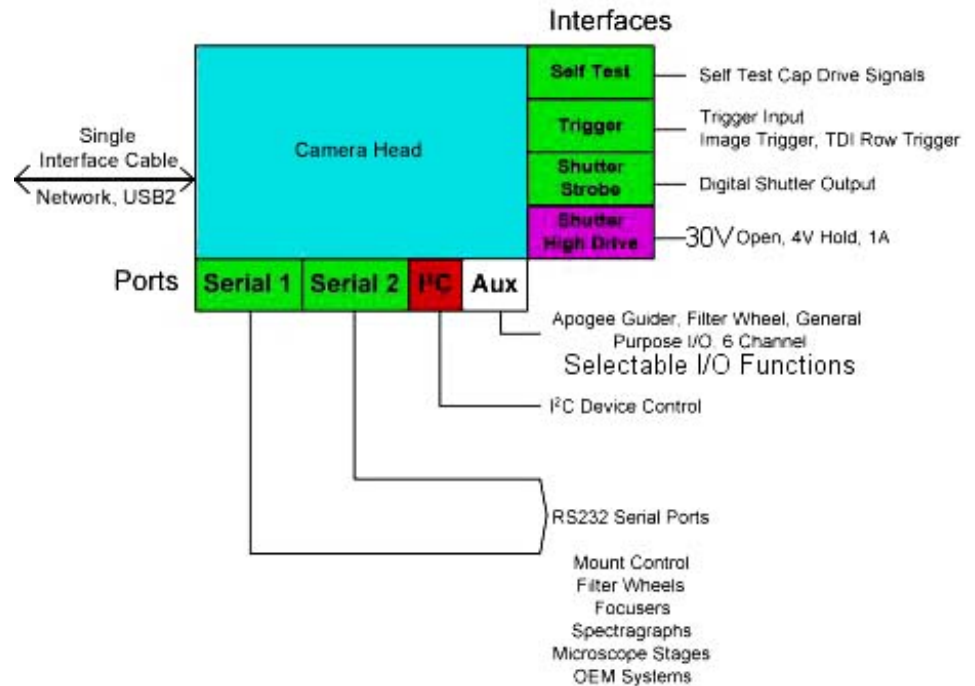 Interfaces
Self Test
Self Test Cap Drive Signals
Trigger
Trigger Input
Image Trigger, TDI Row Trigger
Single
Interface Cable
Network, USB2
Camera Head
Shutter
Strobe
Digital Shutter Output
Shutter
High Drive
30V Open, 4V Hold, 1A
Ports
Serial 1
Serial 2
I²C
Aux
Apogee Guider, Filter Wheel, General
Purpose I/O, 6 Channel
Selectable I/O Functions
I²C Device Control
RS232 Serial Ports
Mount Control
Filter Wheels
Focusers
Spectragraphs
Microscope Stages
OEM Systems